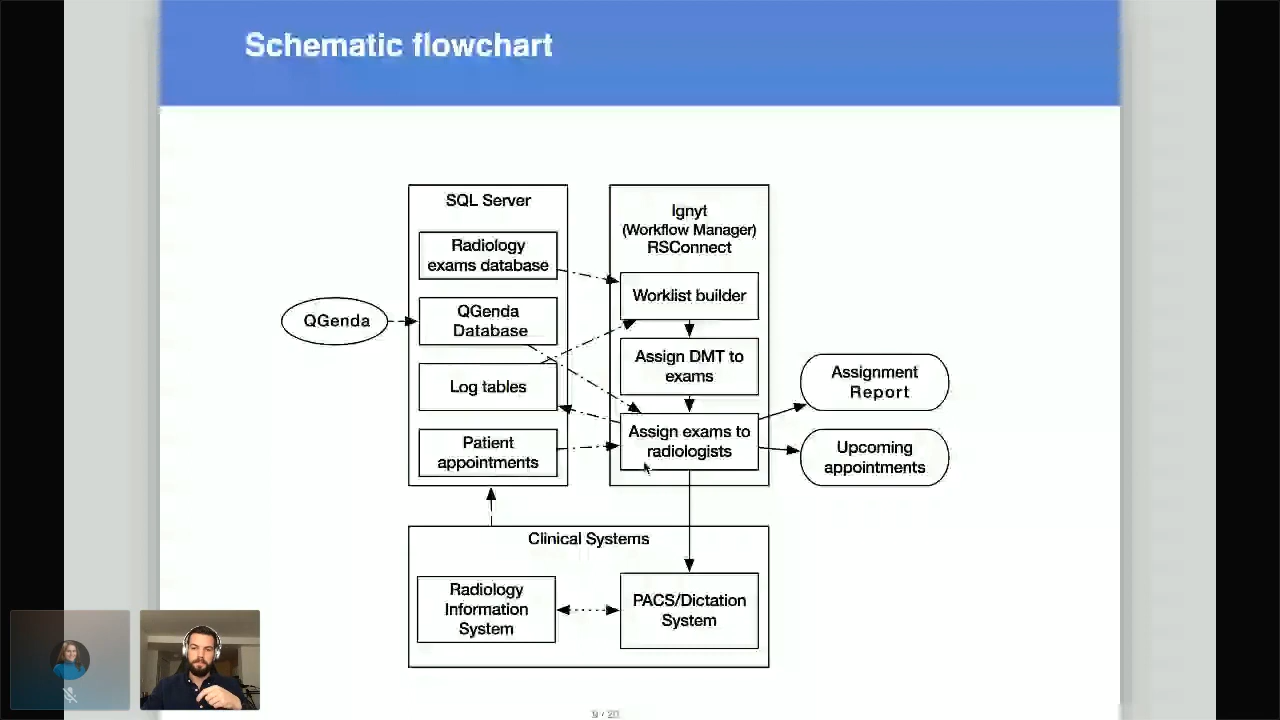 Schematic flowchart
SQL Server
Radiology
exams database
QGenda
QGenda
Database
Log tables
Patient
appointments
Ignyt
(Workflow Manager)
RSConnect
Worklist builder
Assign DMT to
exams
Assign exams to
radiologists
Assignment
Report
Upcoming
appointments
Clinical Systems
Radiology
Information
System
PACS/Dictation
System
9 / 20